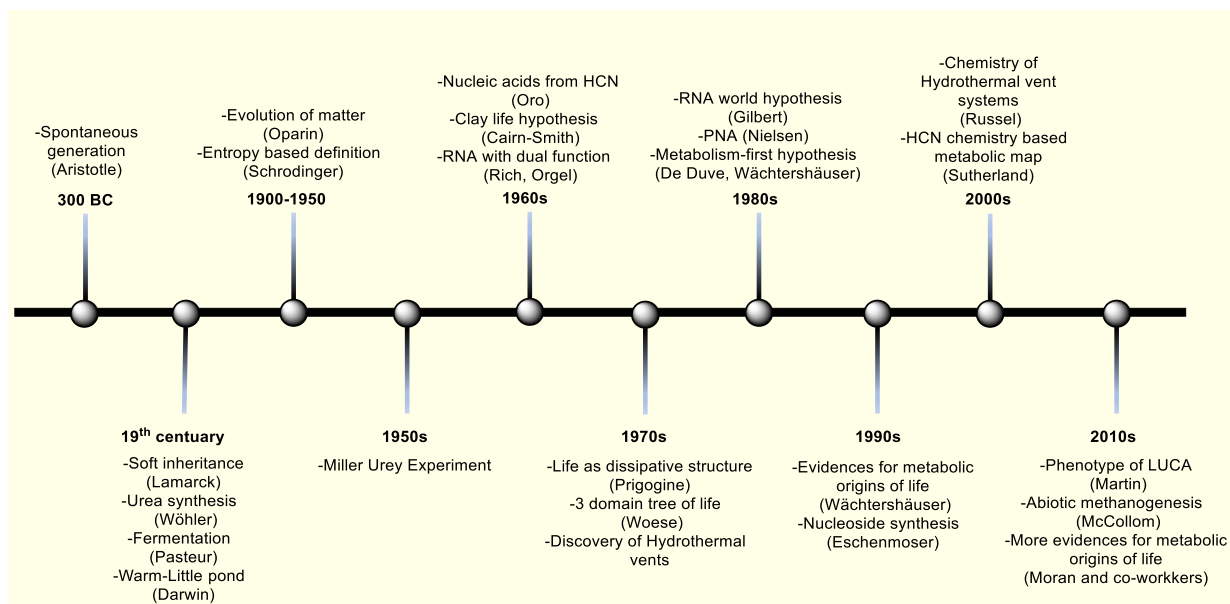 -Spontaneous
generation
(Aristotle)
300 BC
19th centuary
-Soft inheritance
(Lamarck)
-Urea synthesis
(Wöhler)
-Fermentation
(Pasteur)
-Warm-Little pond
(Darwin)
-Evolution of matter
(Oparin)
-Entropy based definition
(Schrodinger)
1900-1950
1950s
-Miller Urey Experiment
-Nucleic acids from HCN
(Oro)
-Clay life hypothesis
(Cairn-Smith)
-RNA with dual function
(Rich, Orgel)
1960s
1970s
-Life as dissipative structure
(Prigogine)
-3 domain tree of life
(Woese)
-Discovery of Hydrothermal
vents
-RNA world hypothesis
(Gilbert)
-PNA (Nielsen)
-Metabolism-first hypothesis
(De Duve, Wächtershäuser)
1980s
1990s
-Evidences for metabolic
origins of life
(Wächtershäuser)
-Nucleoside synthesis
(Eschenmoser)
-Chemistry of
Hydrothermal vent
systems
(Russel)
-HCN chemistry based
metabolic map
(Sutherland)
2000s
2010s
-Phenotype of LUCA
(Martin)
-Abiotic methanogenesis
(McCollom)
-More evidences for metabolic
origins of life
(Moran and co-workkers)